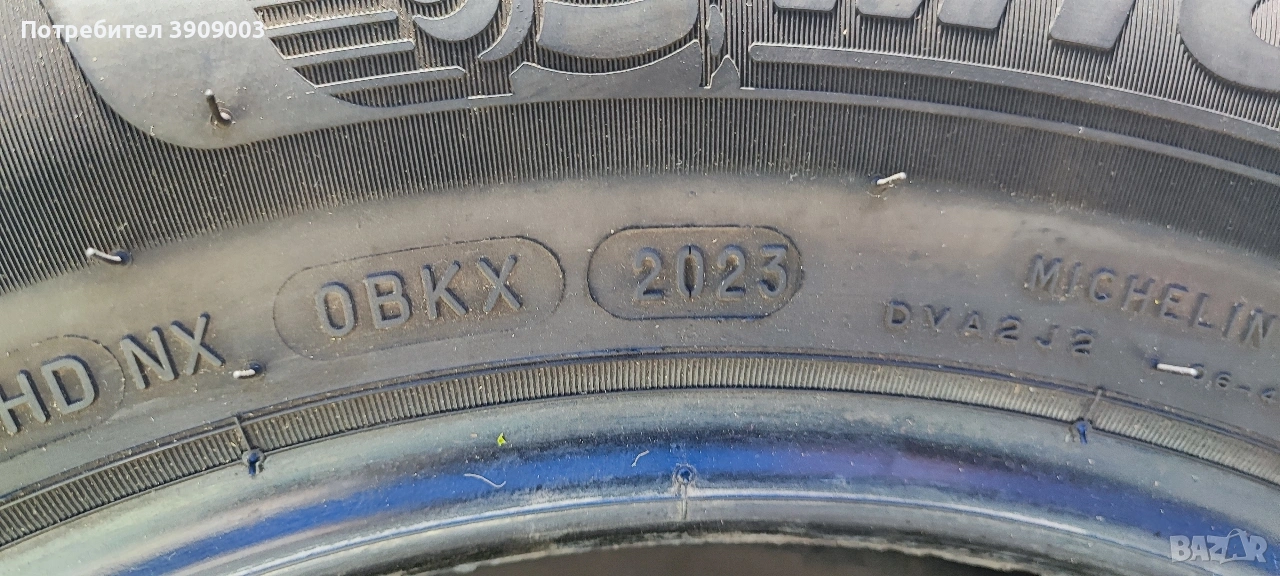 Потребител 3909003
HD NX 0BKX 2023
MICHELIN
DVA2J2
BAZAR